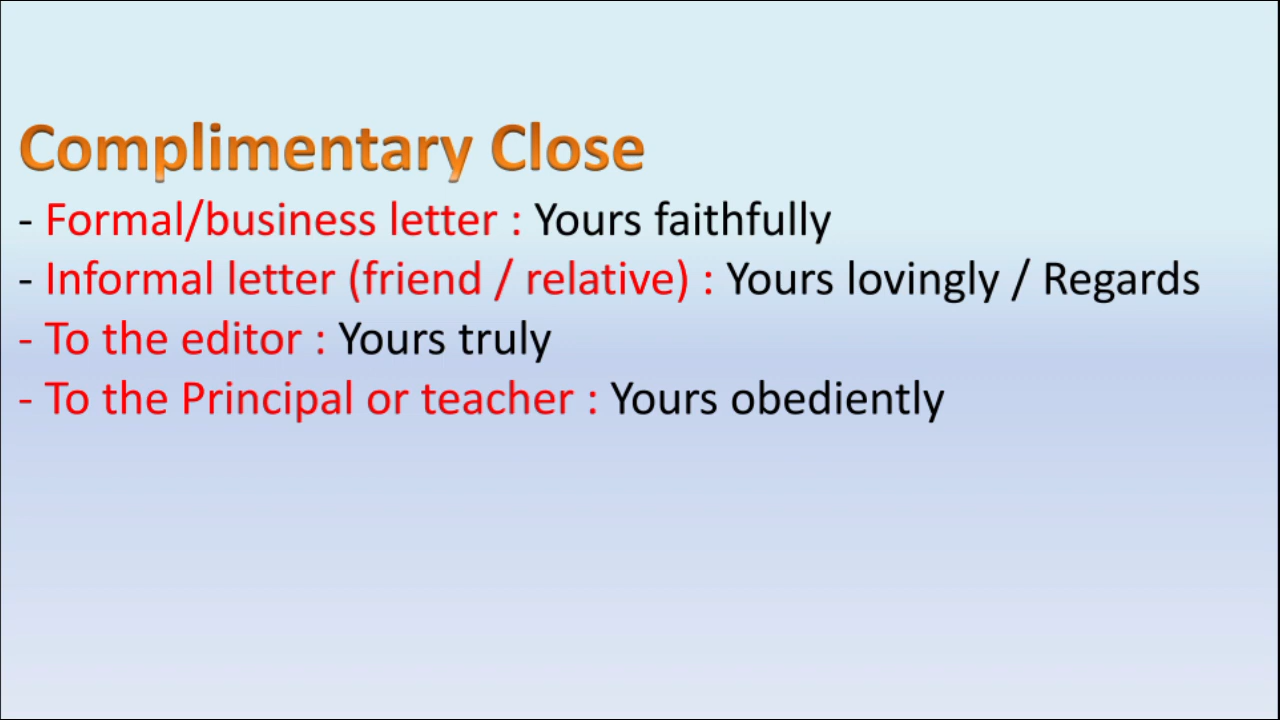 Complimentary Close
- Formal/business letter : Yours faithfully
- Informal letter (friend / relative) : Yours lovingly / Regards
- To the editor : Yours truly
- To the Principal or teacher : Yours obediently